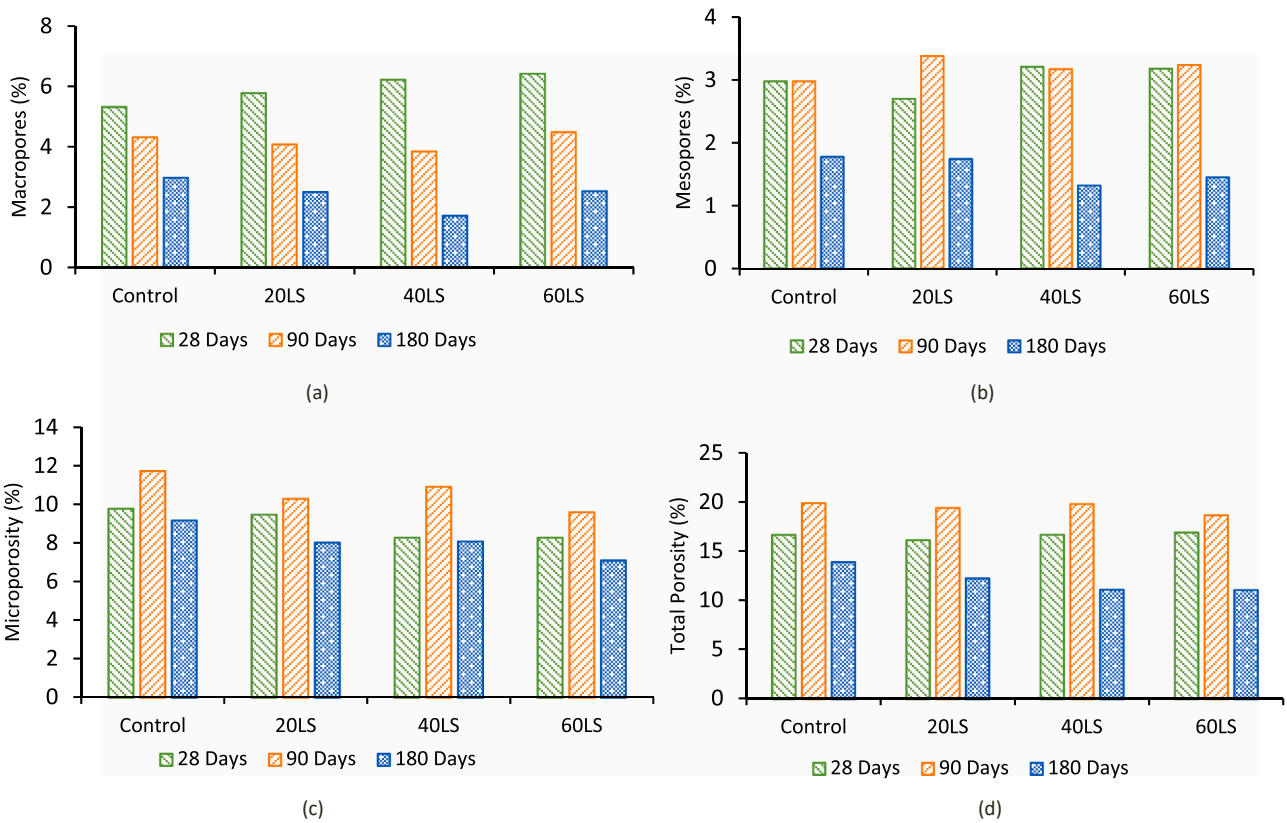 Macropores (%)
8
6
4
2
0
Control 20LS 40LS 60LS
28 Days 90 Days 180 Days
(a)
Mesopores (%)
4
3
2
1
0
Control 20LS 40LS 60LS
28 Days 90 Days 180 Days
(b)
Microporosity (%)
14
12
10
8
6
4
2
0
Control 20LS 40LS 60LS
28 Days 90 Days 180 Days
(c)
Total Porosity (%)
25
20
15
10
5
0
Control 20LS 40LS 60LS
28 Days 90 Days 180 Days
(d)